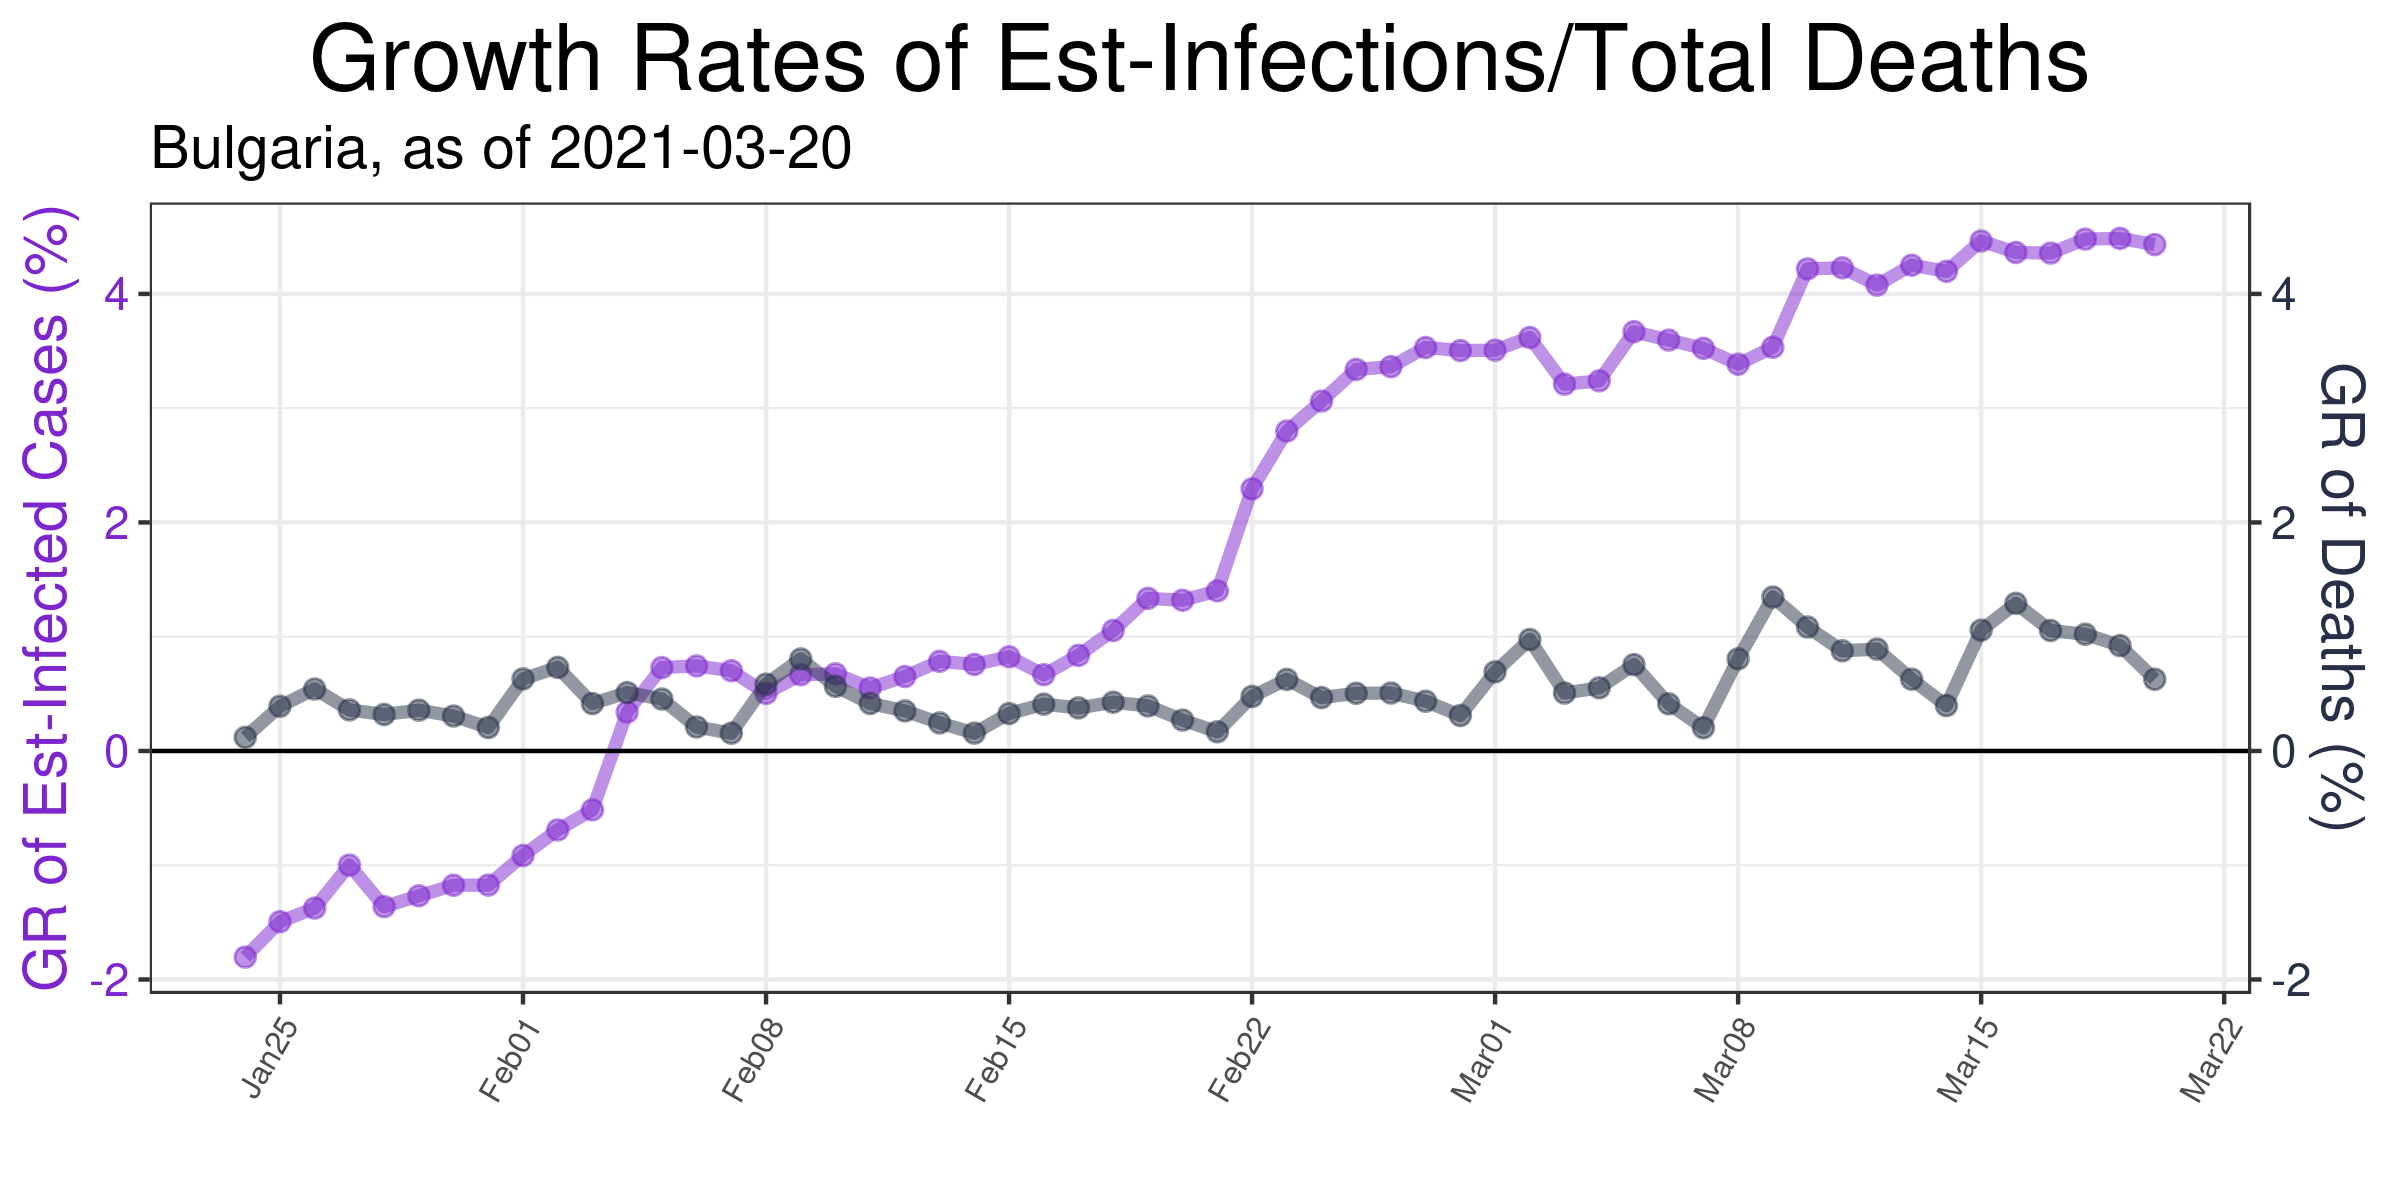 Growth Rates of Est-Infections/Total Deaths
Bulgaria, as of 2021-03-20
GR of Est-Infected Cases (%)
4
2
0
-2
4
2
0
-2
GR of Deaths (%)
Jan25
Feb01
Feb08
Feb15
Feb22
Mar01
Mar08
Mar15
Mar22